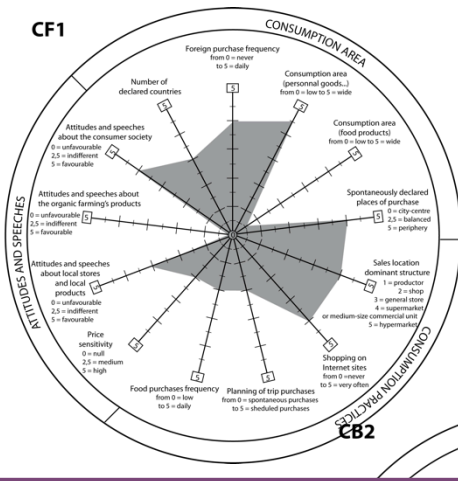 CF1
CONSUMPTION AREA
Foreign purchase frequency
from 0 = never
to 5 = daily
5
Number of
declared countries
5
Consumption area
(personnal goods...)
from 0 = low to 5 = wide
5
Attitudes and speeches
about the consumer society
0 = unfavourable
2,5 = indifferent
5 = favourable
5
Consumption area
(food products)
from 0 = low to 5 = wide
5
Attitudes and speeches about
the organic farming's products
0 = unfavourable
2,5 = indifferent
5 = favourable
5
Spontaneously declared
places of purchase
0 = city-centre
2,5 = balanced
5 = periphery
5
0
ATTITUDES AND SPEECHES
Attitudes and speeches
about local stores
and local
products
0 = unfavourable
2,5 = indifferent
5 = favourable
5
Sales location
dominant structure
1 = productor
2 = shop
3 = general store
4 = supermarket
or medium-size commercial unit
5 = hypermarket
5
Price
sensitivity
0 = null
2,5 = medium
5 = high
5
Shopping on
Internet sites
from 0 =never
to 5 = very often
5
Food purchases frequency
from 0 = low
to 5 = daily
5
Planning of trip purchases
from 0 = spontaneous purchases
to 5 = sheduled purchases
5
CONSUMPTION PRACTICES
CB2